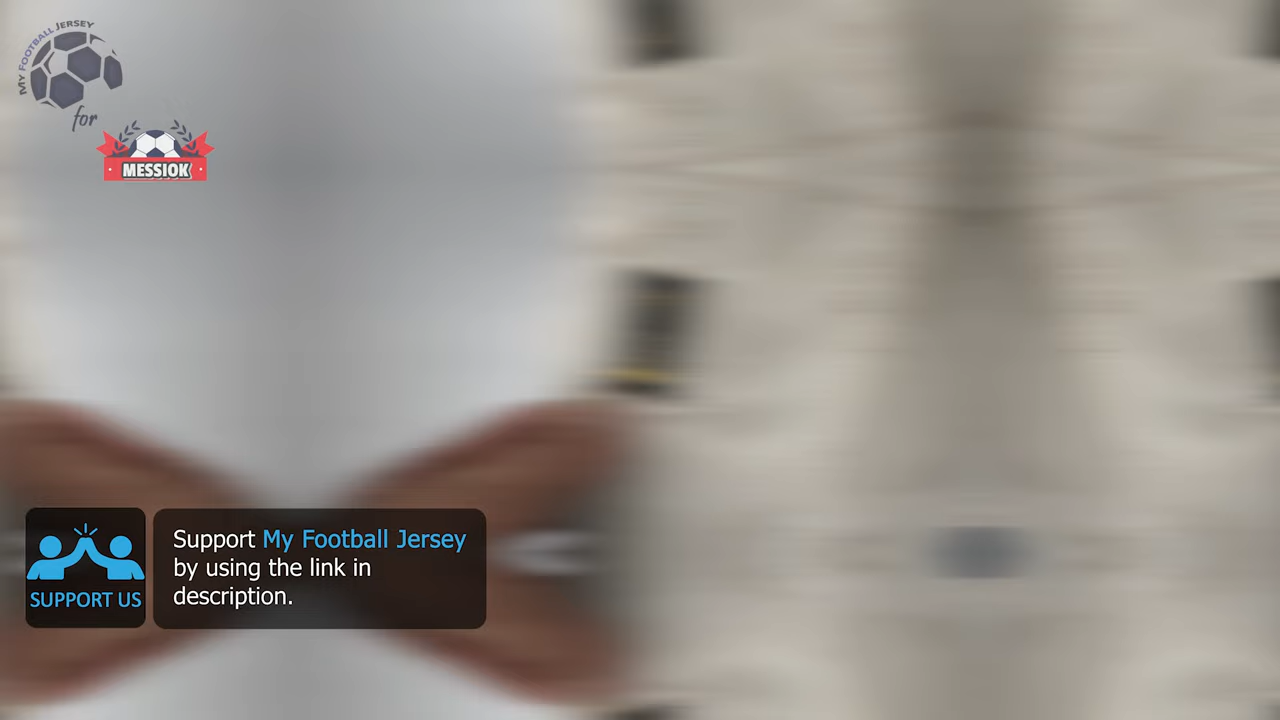 MY FOOTBALL JERSEY
for
MESSIOK
Support My Football Jersey
by using the link in
description.
SUPPORT US